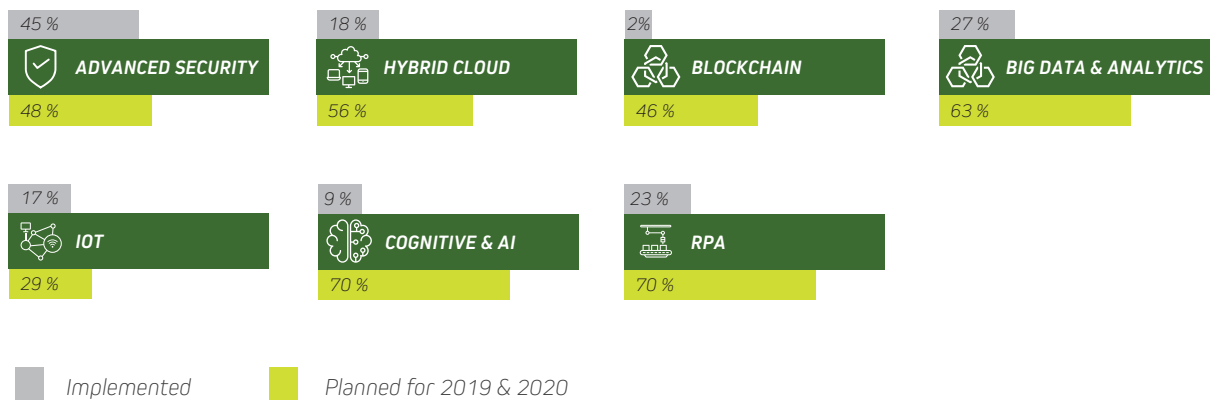 45 %
ADVANCED SECURITY
48 %
18 %
HYBRID CLOUD
56 %
2%
BLOCKCHAIN
46 %
27 %
BIG DATA & ANALYTICS
63 %
17 %
IOT
29 %
9 %
COGNITIVE & AI
70 %
23 %
RPA
70 %
Implemented
Planned for 2019 & 2020